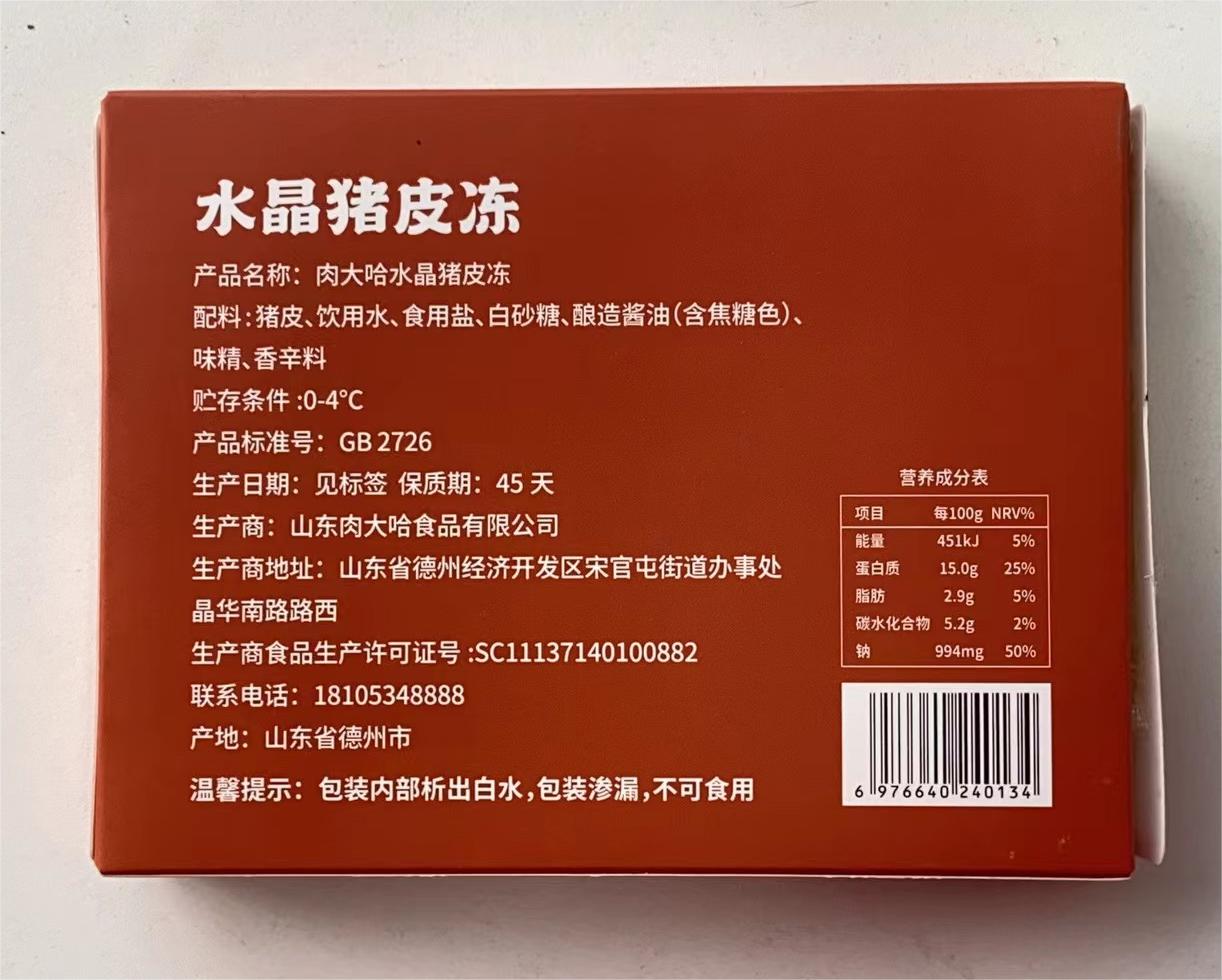 水晶猪皮冻
产品名称：肉大哈水晶猪皮冻
配料：猪皮、饮用水、食用盐、白砂糖、酿造酱油（含焦糖色）、
味精、香辛料
贮存条件：0-4℃
产品标准号：GB 2726
生产日期：见标签 保质期：45 天
生产商：山东肉大哈食品有限公司
生产商地址：山东省德州经济开发区宋官屯街道办事处
晶华南路路西
生产商食品生产许可证号：SC11137140100882
联系电话：18105348888
产地：山东省德州市
温馨提示：包装内部析出白水，包装渗漏，不可食用
营养成分表
项目 每100g NRV%
能量 451kJ 5%
蛋白质 15.0g 25%
脂肪 2.9g 5%
碳水化合物 5.2g 2%
钠 994mg 50%
6 976640 240134